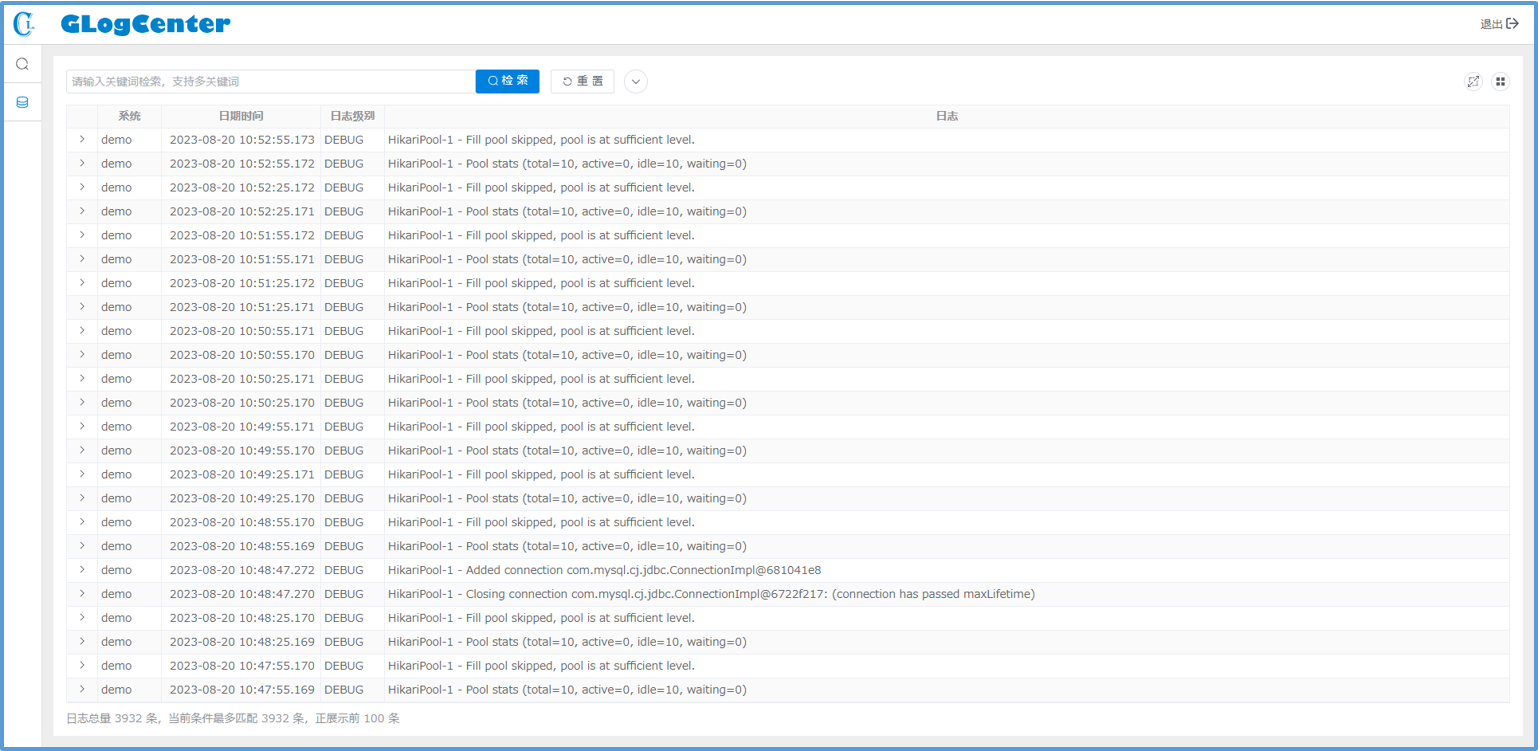 GLogCenter
退出
请输入关键词检索，支持多关键词 检 索 重 置
系统 日期时间 日志级别 日志
demo 2023-08-20 10:52:55.173 DEBUG HikariPool-1 - Fill pool skipped, pool is at sufficient level.
demo 2023-08-20 10:52:55.172 DEBUG HikariPool-1 - Pool stats (total=10, active=0, idle=10, waiting=0)
demo 2023-08-20 10:52:25.172 DEBUG HikariPool-1 - Fill pool skipped, pool is at sufficient level.
demo 2023-08-20 10:52:25.171 DEBUG HikariPool-1 - Pool stats (total=10, active=0, idle=10, waiting=0)
demo 2023-08-20 10:51:55.172 DEBUG HikariPool-1 - Fill pool skipped, pool is at sufficient level.
demo 2023-08-20 10:51:55.171 DEBUG HikariPool-1 - Pool stats (total=10, active=0, idle=10, waiting=0)
demo 2023-08-20 10:51:25.172 DEBUG HikariPool-1 - Fill pool skipped, pool is at sufficient level.
demo 2023-08-20 10:51:25.171 DEBUG HikariPool-1 - Pool stats (total=10, active=0, idle=10, waiting=0)
demo 2023-08-20 10:50:55.171 DEBUG HikariPool-1 - Fill pool skipped, pool is at sufficient level.
demo 2023-08-20 10:50:55.170 DEBUG HikariPool-1 - Pool stats (total=10, active=0, idle=10, waiting=0)
demo 2023-08-20 10:50:25.171 DEBUG HikariPool-1 - Fill pool skipped, pool is at sufficient level.
demo 2023-08-20 10:50:25.170 DEBUG HikariPool-1 - Pool stats (total=10, active=0, idle=10, waiting=0)
demo 2023-08-20 10:49:55.171 DEBUG HikariPool-1 - Fill pool skipped, pool is at sufficient level.
demo 2023-08-20 10:49:55.170 DEBUG HikariPool-1 - Pool stats (total=10, active=0, idle=10, waiting=0)
demo 2023-08-20 10:49:25.171 DEBUG HikariPool-1 - Fill pool skipped, pool is at sufficient level.
demo 2023-08-20 10:49:25.170 DEBUG HikariPool-1 - Pool stats (total=10, active=0, idle=10, waiting=0)
demo 2023-08-20 10:48:55.170 DEBUG HikariPool-1 - Fill pool skipped, pool is at sufficient level.
demo 2023-08-20 10:48:55.169 DEBUG HikariPool-1 - Pool stats (total=10, active=0, idle=10, waiting=0)
demo 2023-08-20 10:48:47.272 DEBUG HikariPool-1 - Added connection com.mysql.cj.jdbc.ConnectionImpl@681041e8
demo 2023-08-20 10:48:47.270 DEBUG HikariPool-1 - Closing connection com.mysql.cj.jdbc.ConnectionImpl@6722f217: (connection has passed maxLifetime)
demo 2023-08-20 10:48:25.170 DEBUG HikariPool-1 - Fill pool skipped, pool is at sufficient level.
demo 2023-08-20 10:48:25.169 DEBUG HikariPool-1 - Pool stats (total=10, active=0, idle=10, waiting=0)
demo 2023-08-20 10:47:55.170 DEBUG HikariPool-1 - Fill pool skipped, pool is at sufficient level.
demo 2023-08-20 10:47:55.169 DEBUG HikariPool-1 - Pool stats (total=10, active=0, idle=10, waiting=0)
日志总量 3932 条，当前条件最多匹配 3932 条，正展示前 100 条